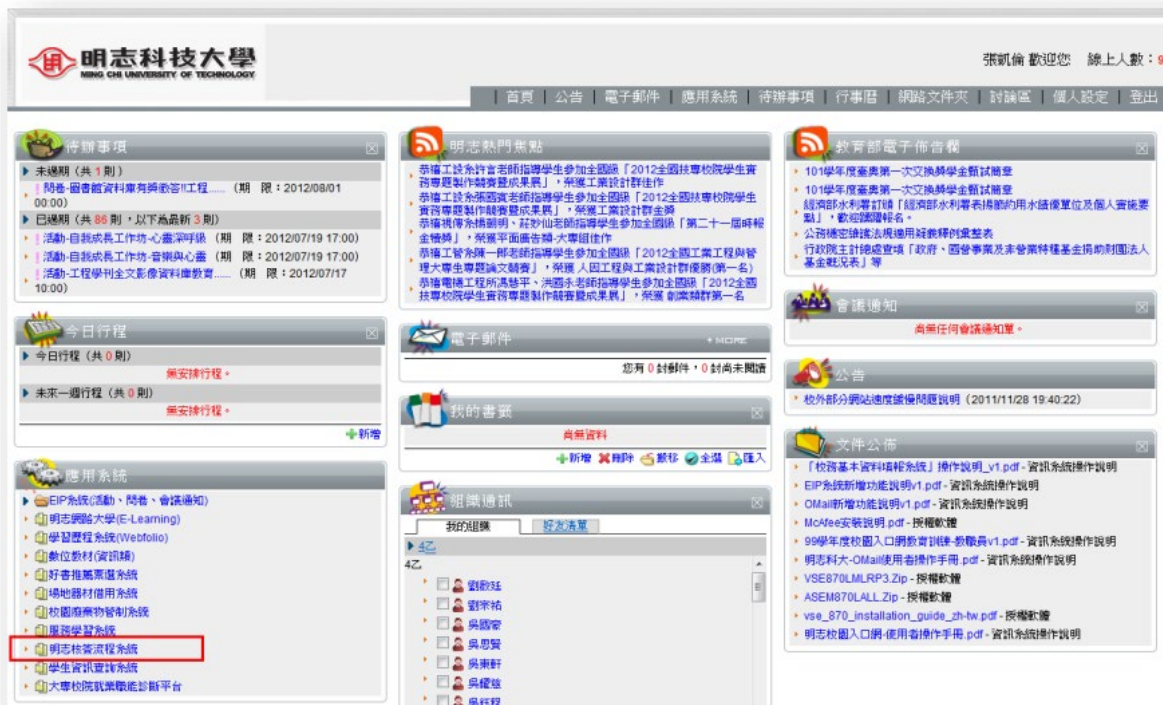 明志科技大學
MING CHI UNIVERSITY OF TECHNOLOGY
張凱倫 歡迎您 線上人數：9
| 首頁 | 公告 | 電子郵件 | 應用系統 | 待辦事項 | 行事曆 | 網路文件夾 | 討論區 | 個人設定 | 登出
待辦事項
未過期（共 1 則）
問卷-圖書館資料庫有獎徵答!!工程...... （期 限：2012/08/01
00:00）
已過期（共 86 則，以下為最新 3 則）
活動-自我成長工作坊-心靈深呼吸（期 限：2012/07/19 17:00）
活動-自我成長工作坊-音樂與心靈（期 限：2012/07/19 17:00）
活動-工程學刊全文影像資料庫教育...... （期 限：2012/07/17
10:00）
今日行程
今日行程（共 0 則）
無安排行程。
未來一週行程（共 0 則）
無安排行程。
新增
應用系統
EIP系統(活動、問卷、會議通知)
明志網路大學(E-Learning)
學習歷程系統(Webfolio)
數位教材(資訊類)
好書推薦票選系統
場地器材借用系統
校園廢棄物管制系統
服務學習系統
明志核簽流程系統
學生資訊查詢系統
大專校院就業職能診斷平台
明志熱門焦點
恭禧工設系許言老師指導學生參加全國級「2012全國技專校院學生實
務專題製作競賽暨成果展」，榮獲工業設計群佳作
恭禧工設系張國賓老師指導學生參加全國級「2012全國技專校院學生
實務專題製作競賽暨成果展」，榮獲工業設計群金獎
恭禧視傳系楊朝明、莊妙仙老師指導學生參加全國級「第二十一屆時報
金犢獎」，榮獲平面廣告類-大專組佳作
恭禧工管系陳一郎老師指導學生參加全國級「2012全國工業工程與管
理大專生專題論文競賽」，榮獲 人因工程與工業設計群優勝(第一名)
恭禧電機工程所馮慧平、洪國永老師指導學生參加全國級「2012全國
技專校院學生實務專題製作競賽暨成果展」，榮獲 創業類群第一名
電子郵件
+ MORE
您有 0 封郵件，0 封尚未閱讀
我的書籤
尚無資料
新增 刪除 搬移 全選 匯入
組織通訊
我的組織 好友清單
4乙
4乙
劉歌廷
劉宗祐
吳國豪
吳思賢
吳東軒
吳鈺程
教育部電子佈告欄
101學年度臺奧第一次交換獎學金甄試簡章
101學年度臺奧第一次交換獎學金甄試簡章
經濟部水利署訂頒「經濟部水利署表揚節約用水績優單位及個人實施要
點」，歡迎踴躍報名。
公務機密維護法規適用疑義釋例彙整表
行政院主計總處查填「政府、國營事業及非營業特種基金捐助財團法人
基金概況表」等
會議通知
尚無任何會議通知單。
公告
校外部分網站速度緩慢問題說明（2011/11/28 19:40:22）
文件公佈
「校務基本資料填報系統」操作說明_v1.pdf - 資訊系統操作說明
EIP系統新增功能說明v1.pdf - 資訊系統操作說明
OMail新增功能說明v1.pdf - 資訊系統操作說明
McAfee安裝說明.pdf - 授權軟體
99學年度校園入口網教育訓練-教職員v1.pdf - 資訊系統操作說明
明志科大-OMail使用者操作手冊.pdf - 資訊系統操作說明
VSE870LMLRP3.Zip - 授權軟體
ASEM870LALL.Zip - 授權軟體
vse_870_installation_guide_zh-tw.pdf - 授權軟體
明志校園入口網-使用者操作手冊.pdf - 資訊系統操作說明